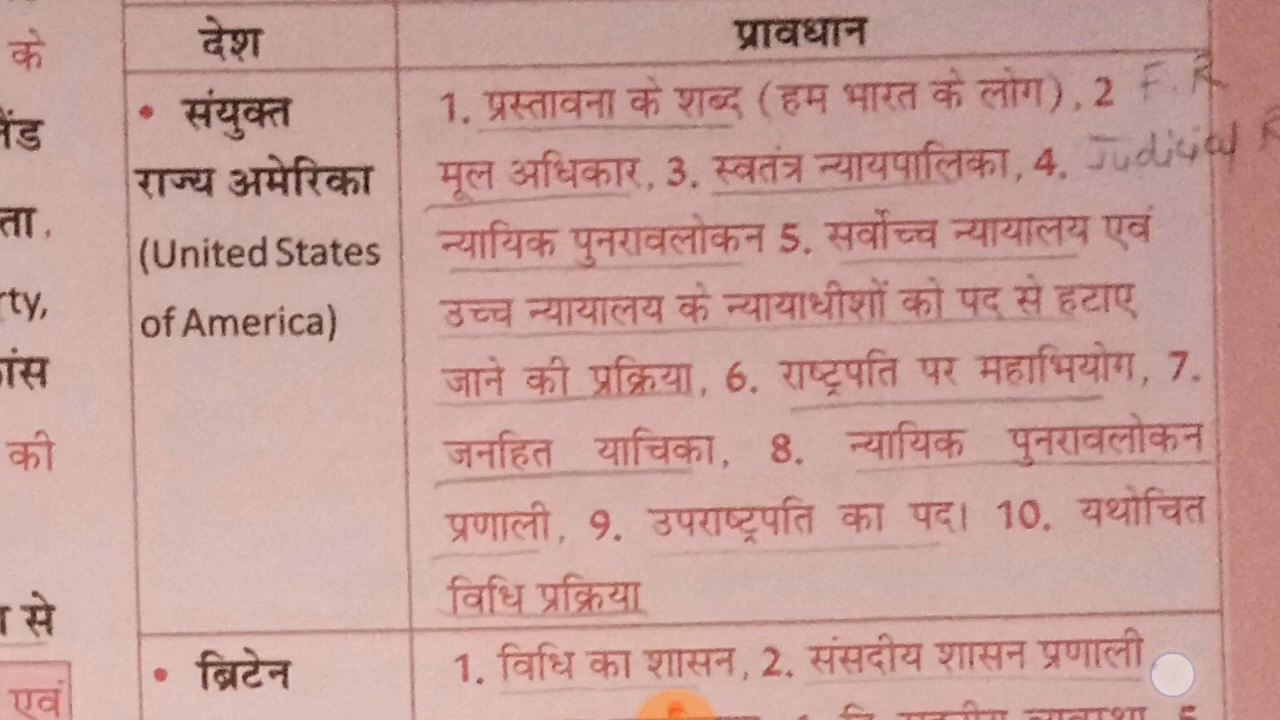 देश
प्रावधान
के
• संयुक्त
राज्य अमेरिका
(United States
of America)
1. प्रस्तावना के शब्द (हम भारत के लोग), 2
F.R
मूल अधिकार, 3. स्वतंत्र न्यायपालिका, 4.
Judicial R
न्यायिक पुनरावलोकन 5. सर्वोच्च न्यायालय एवं
उच्च न्यायालय के न्यायाधीशों को पद से हटाए
जाने की प्रक्रिया, 6. राष्ट्रपति पर महाभियोग, 7.
जनहित याचिका, 8. न्यायिक पुनरावलोकन
प्रणाली, 9. उपराष्ट्रपति का पद। 10. यथोचित
विधि प्रक्रिया
ता,
rty,
की
से
एवं
• ब्रिटेन
1. विधि का शासन, 2. संसदीय शासन प्रणाली